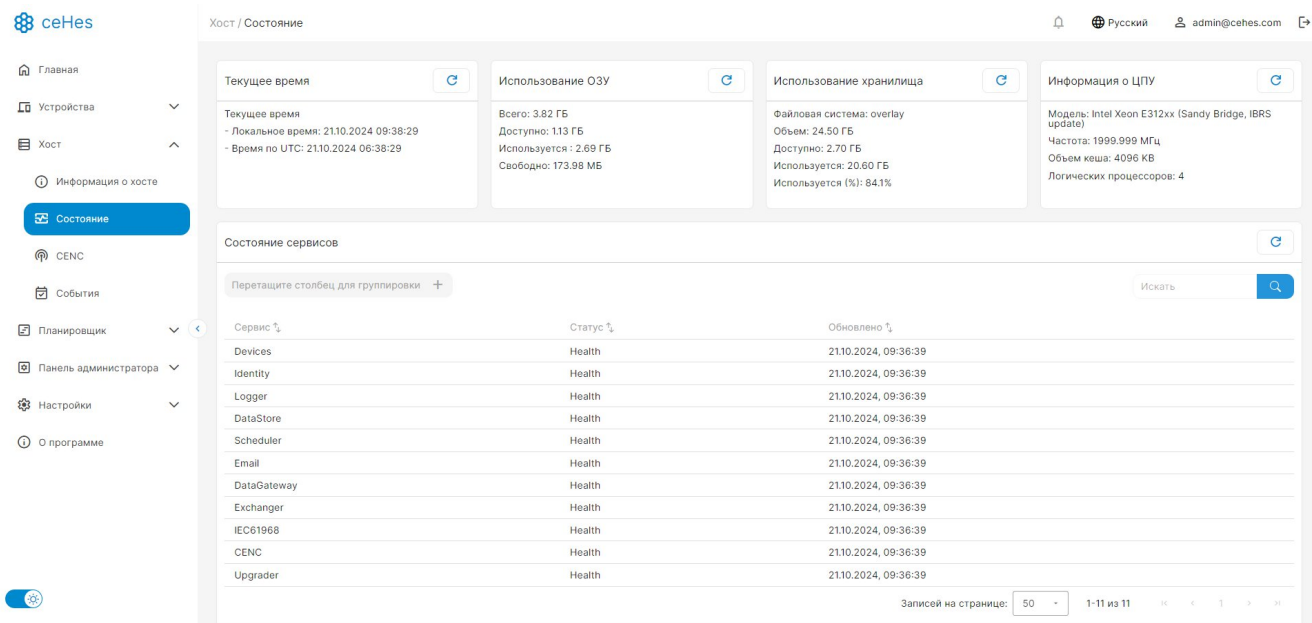 ceHes
Хост / Состояние
Русский
admin@cehes.com
Главная
Устройства
Хост
Информация о хосте
Состояние
CENC
События
Планировщик
Панель администратора
Настройки
О программе
Текущее время
Текущее время
- Локальное время: 21.10.2024 09:38:29
- Время по UTC: 21.10.2024 06:38:29
Использование ОЗУ
Всего: 3.82 ГБ
Доступно: 1.13 ГБ
Используется : 2.69 ГБ
Свободно: 173.98 МБ
Использование хранилища
Файловая система: overlay
Объем: 24.50 ГБ
Доступно: 2.70 ГБ
Используется: 20.60 ГБ
Используется (%): 84.1%
Информация о ЦПУ
Модель: Intel Xeon E312xx (Sandy Bridge, IBRS
update)
Частота: 1999.999 МГц
Объем кеша: 4096 KB
Логических процессоров: 4
Состояние сервисов
Перетащите столбец для группировки +
Искать
Сервис Статус Обновлено
Devices Health 21.10.2024, 09:36:39
Identity Health 21.10.2024, 09:36:39
Logger Health 21.10.2024, 09:36:39
DataStore Health 21.10.2024, 09:36:39
Scheduler Health 21.10.2024, 09:36:39
Email Health 21.10.2024, 09:36:39
DataGateway Health 21.10.2024, 09:36:39
Exchanger Health 21.10.2024, 09:36:39
IEC61968 Health 21.10.2024, 09:36:39
CENC Health 21.10.2024, 09:36:39
Upgrader Health 21.10.2024, 09:36:39
Записей на странице: 50 1-11 из 11 1